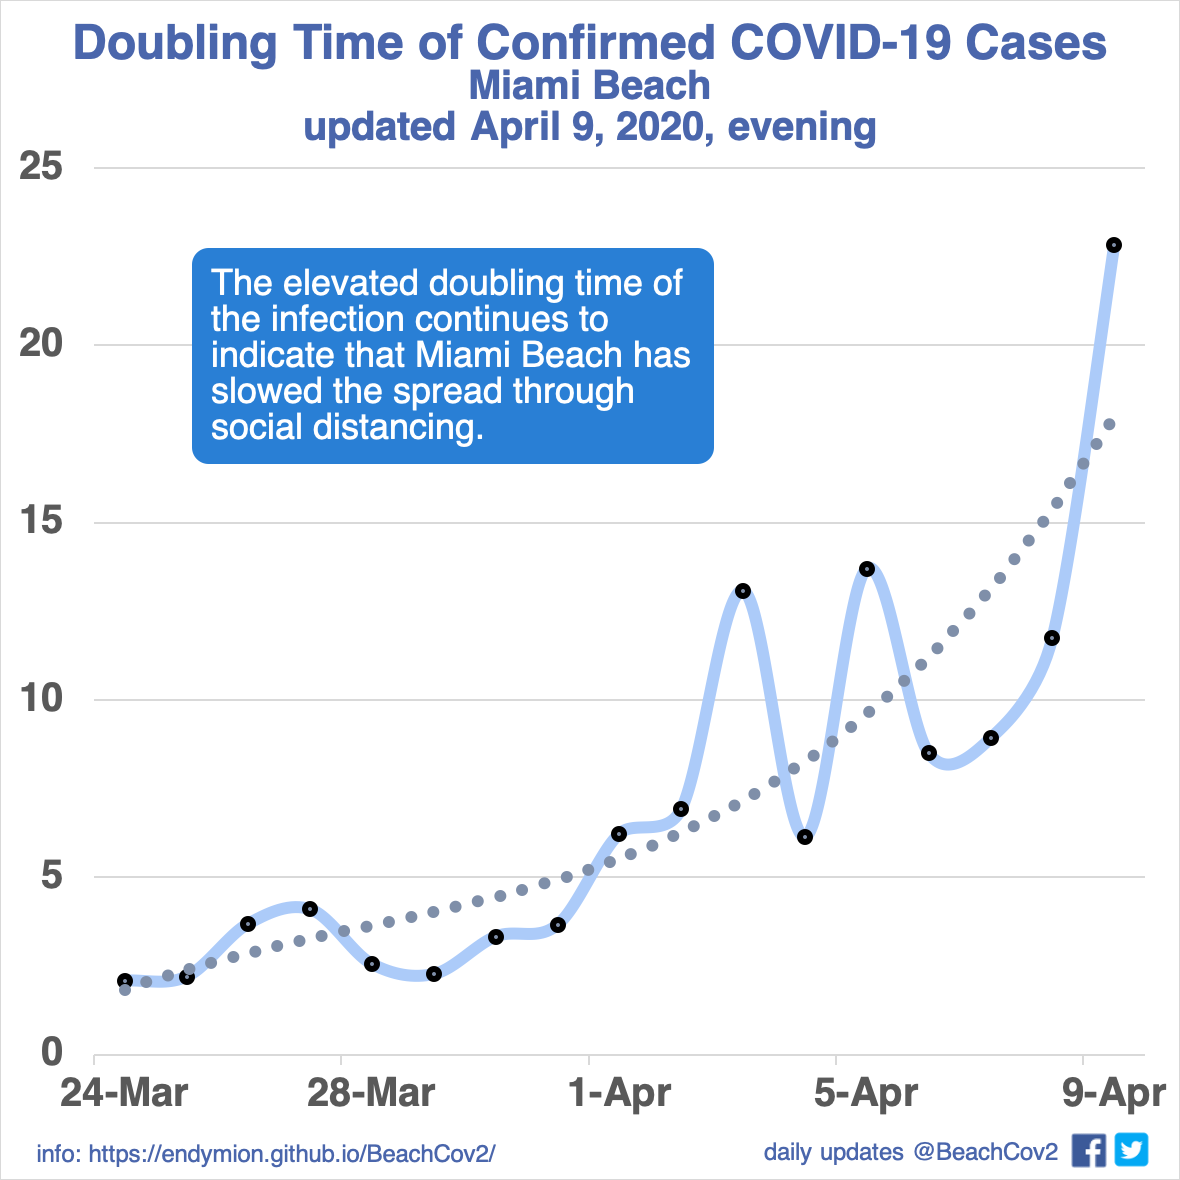 Doubling Time of Confirmed COVID-19 Cases
Miami Beach
updated April 9, 2020, evening
25
The elevated doubling time of
the infection continues to
indicate that Miami Beach has
slowed the spread through
social distancing.
20
15
10
5
0
24-Mar 28-Mar 1-Apr 5-Apr 9-Apr
info: https://endymion.github.io/BeachCov2/
daily updates @BeachCov2